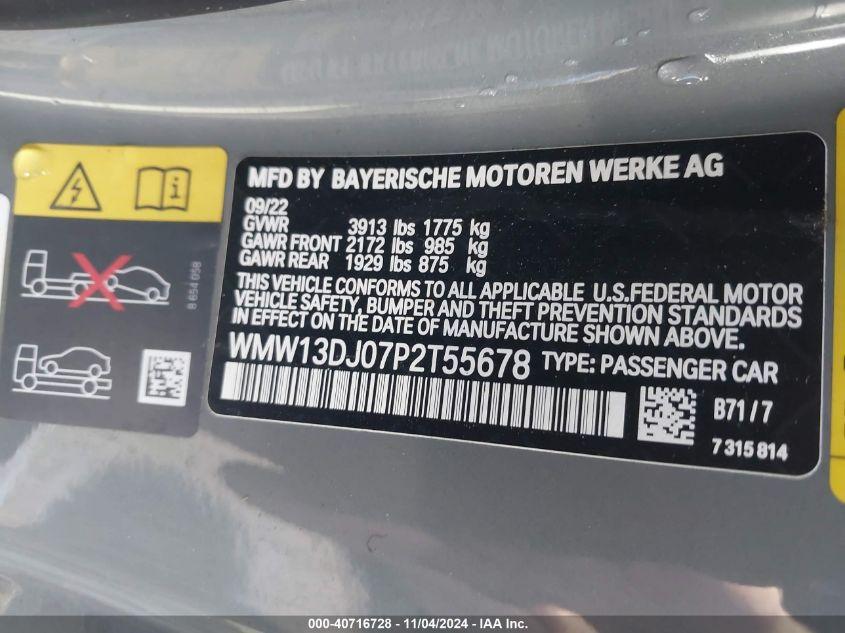 MFD BY BAYERISCHE MOTOREN WERKE AG
09/22
GVWR 3913 lbs 1775 kg
GAWR FRONT 2172 lbs 985 kg
GAWR REAR 1929 lbs 875 kg
THIS VEHICLE CONFORMS TO ALL APPLICABLE U.S.FEDERAL MOTOR
VEHICLE SAFETY, BUMPER AND THEFT PREVENTION STANDARDS
IN EFFECT ON THE DATE OF MANUFACTURE SHOWN ABOVE.
WMW13DJ07P2T55678 TYPE: PASSENGER CAR
B71/7
7 315 814
8 654 058
000-40716728 - 11/04/2024 - IAA Inc.